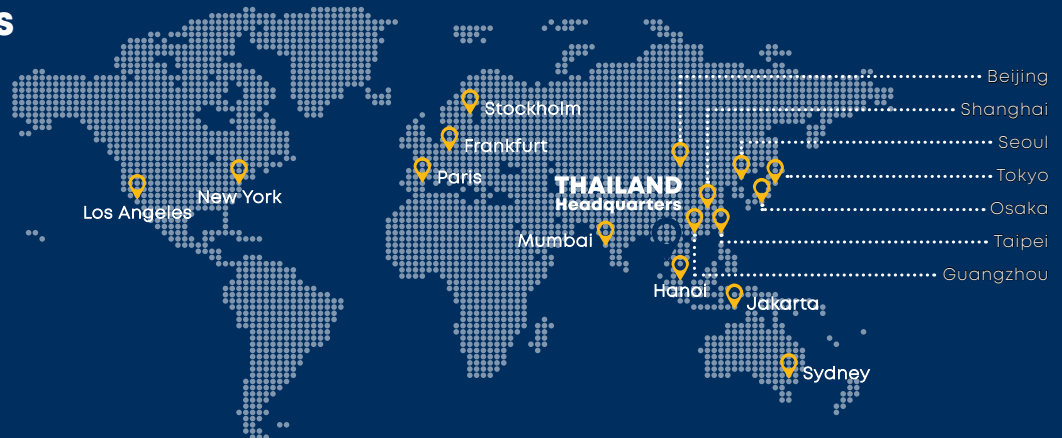 S
Beijing
Stockholm
Shanghai
Frankfurt
Seoul
Paris
Tokyo
THAILAND
Headquarters
New York
Los Angeles
Osaka
Mumbai
Taipei
Guangzhou
Hanoi
Jakarta
Sydney